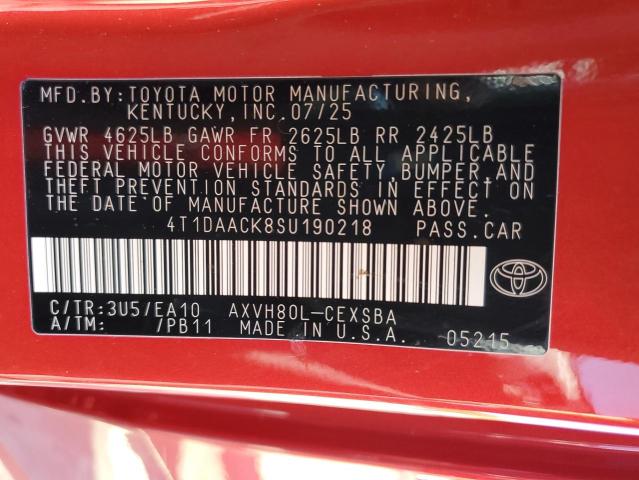 MFD.BY:TOYOTA MOTOR MANUFACTURING,
KENTUCKY,INC.07/25
GVWR 4625LB GAWR FR 2625LB RR 2425LB
THIS VEHICLE CONFORMS TO ALL APPLICABLE
FEDERAL MOTOR VEHICLE SAFETY,BUMPER,AND
THEFT PREVENTION STANDARDS IN EFFECT ON
THE DATE OF MANUFACTURE SHOWN ABOVE.
4T1DAACK8SU190218 PASS.CAR
C/TR:3U5/EA10 AXVH80L-CEXSBA
A/TM: /PB11 MADE IN U.S.A. 05215